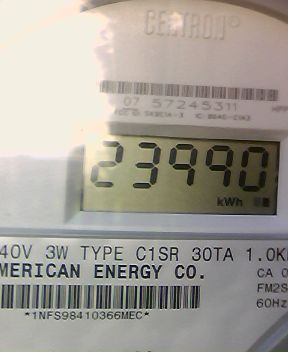 CENTRON®
07 57245311
23990
kWh
40V 3W TYPE C1SR 30TA 1.0K
MERICAN ENERGY CO.
CA 0
FM2S
60Hz
*1NFS98410366MEC*